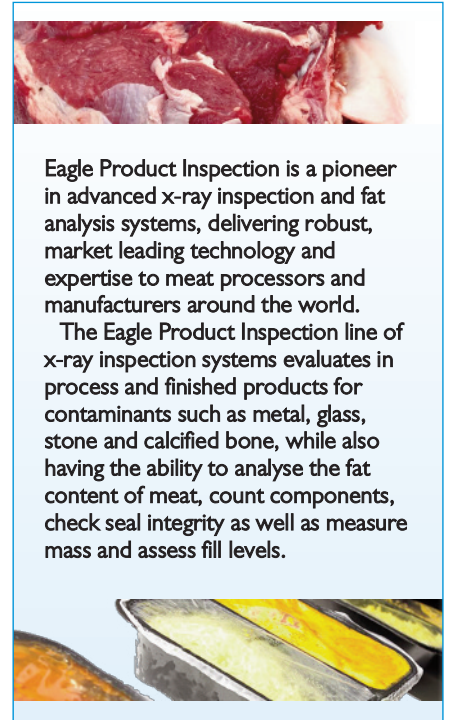 Eagle Product Inspection is a pioneer
in advanced x-ray inspection and fat
analysis systems, delivering robust,
market leading technology and
expertise to meat processors and
manufacturers around the world.
The Eagle Product Inspection line of
x-ray inspection systems evaluates in
process and finished products for
contaminants such as metal, glass,
stone and calcified bone, while also
having the ability to analyse the fat
content of meat, count components,
check seal integrity as well as measure
mass and assess fill levels.